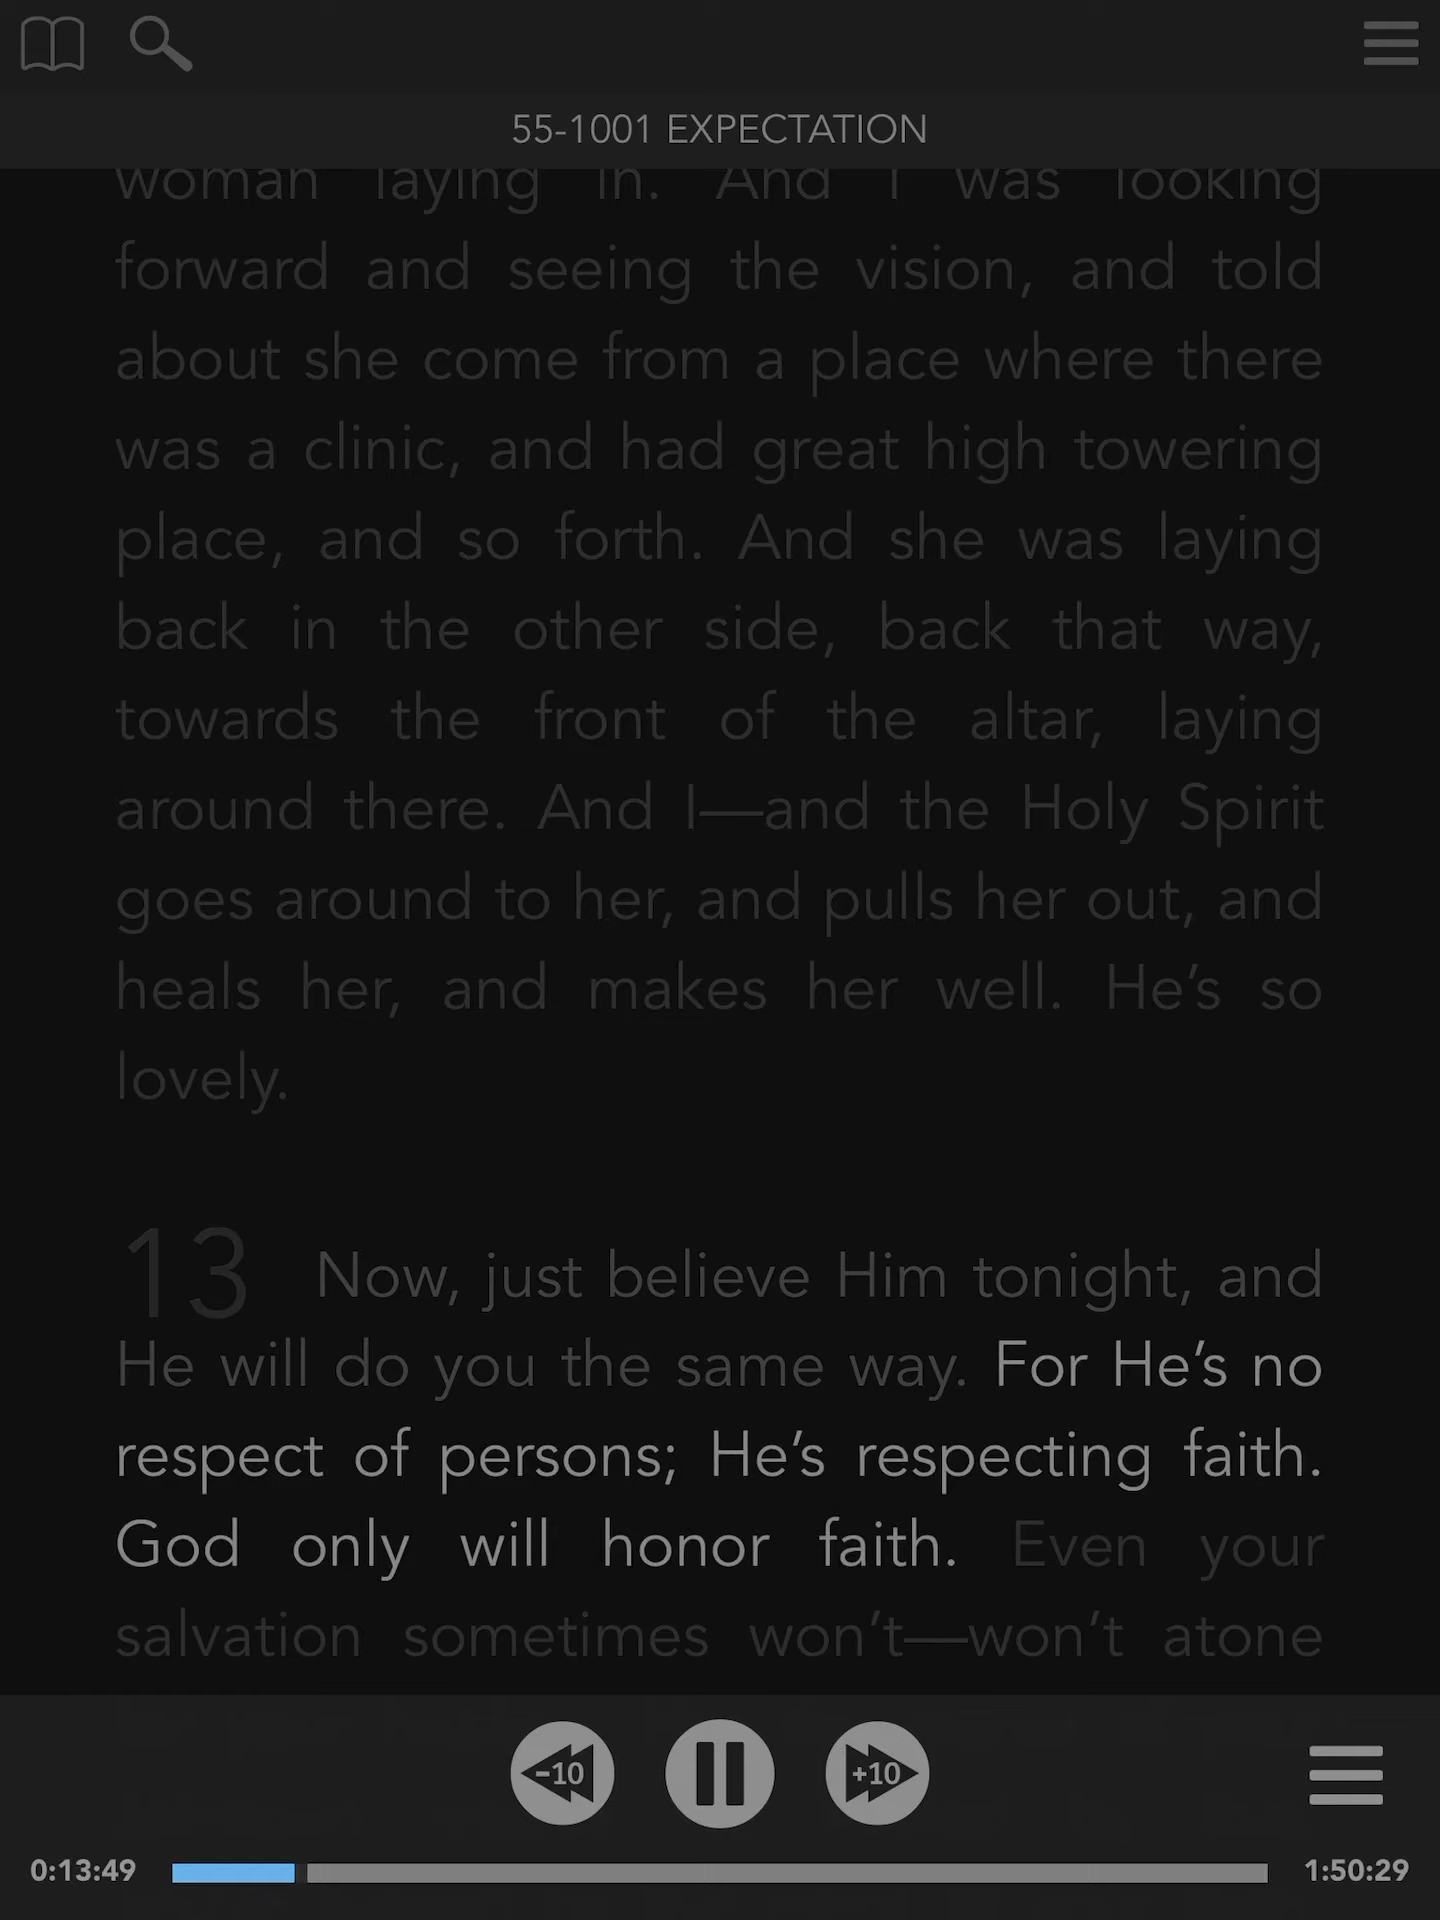 55-1001 EXPECTATION
woman laying in. And I was looking
forward and seeing the vision, and told
about she come from a place where there
was a clinic, and had great high towering
place, and so forth. And she was laying
back in the other side, back that way,
towards the front of the altar, laying
around there. And I—and the Holy Spirit
goes around to her, and pulls her out, and
heals her, and makes her well. He’s so
lovely.
13 Now, just believe Him tonight, and
He will do you the same way. For He’s no
respect of persons; He’s respecting faith.
God only will honor faith. Even your
salvation sometimes won’t—won’t atone
-10 +10
0:13:49 1:50:29